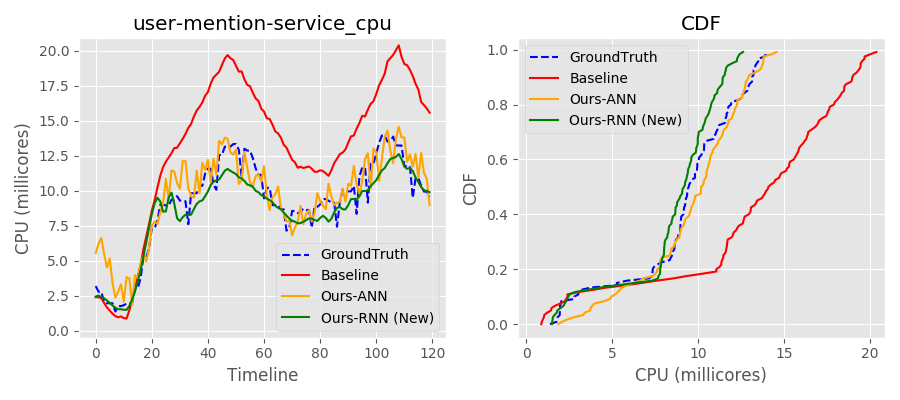 user-mention-service_cpu
CPU (millicores)
20.0
17.5
15.0
12.5
10.0
7.5
5.0
2.5
0.0
GroundTruth
Baseline
Ours-ANN
Ours-RNN (New)
0 20 40 60 80 100 120
Timeline
CDF
CDF
1.0
0.8
0.6
0.4
0.2
0.0
GroundTruth
Baseline
Ours-ANN
Ours-RNN (New)
0 5 10 15 20
CPU (millicores)